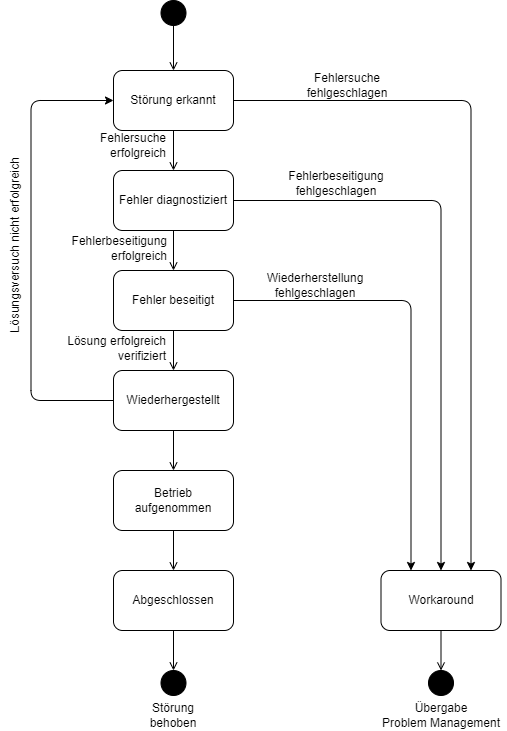 Störung erkannt
Fehlersuche
fehlgeschlagen
Fehlersuche
erfolgreich
Fehler diagnostiziert
Fehlerbeseitigung
fehlgeschlagen
Fehlerbeseitigung
erfolgreich
Fehler beseitigt
Wiederherstellung
fehlgeschlagen
Lösung erfolgreich
verifiziert
Lösungsversuch nicht erfolgreich
Wiederhergestellt
Betrieb
aufgenommen
Abgeschlossen
Workaround
Störung
behoben
Übergabe
Problem Management